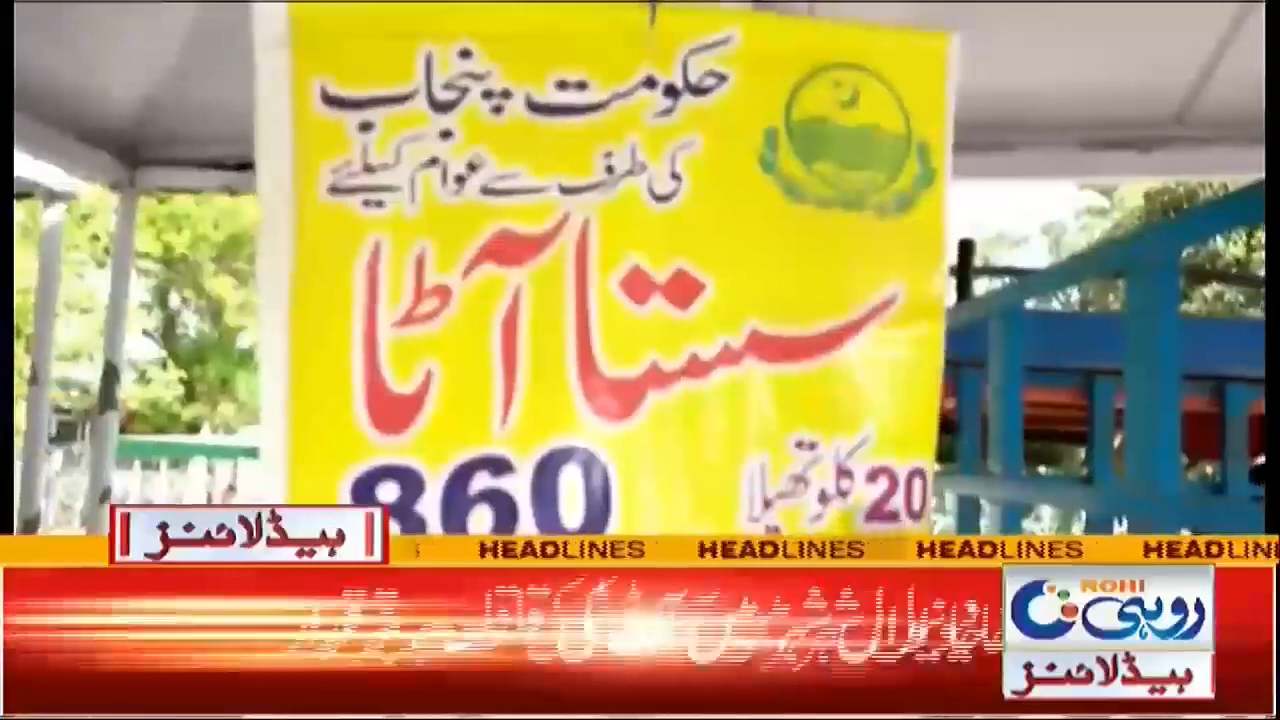 حکومت پنجاب
کی طرف سے عوام کیلئے
سستا آٹا
20 کلو تھیلا 860
ہیڈلائنز
HEADLINES HEADLINES HEADLINES HEADLIN
ROHI
روہی
ہیڈلائنز